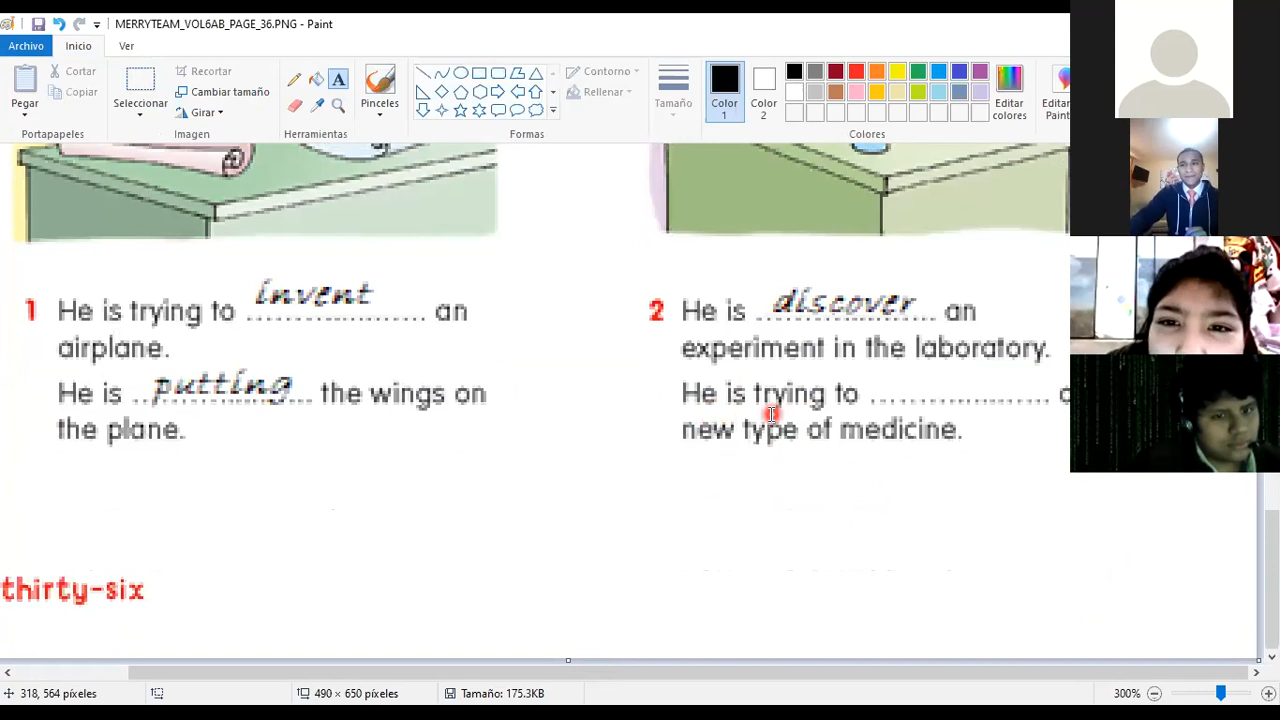 MERRYTEAM_VOL6AB_PAGE_36.PNG - Paint
Archivo Inicio Ver
Pegar
Cortar
Copiar
Portapapeles
Seleccionar
Recortar
Cambiar tamaño
Girar
Imagen
A
Herramientas
Pinceles
Contorno
Rellenar
Formas
Tamaño
Color 1
Color 2
Editar colores
Editar
Colores
1 He is trying to invent an
airplane.
He is putting the wings on
the plane.
2 He is discover an
experiment in the laboratory.
He is trying to
new type of medicine.
thirty-six
318, 564 píxeles
490 × 650 píxeles
Tamaño: 175.3KB
300%